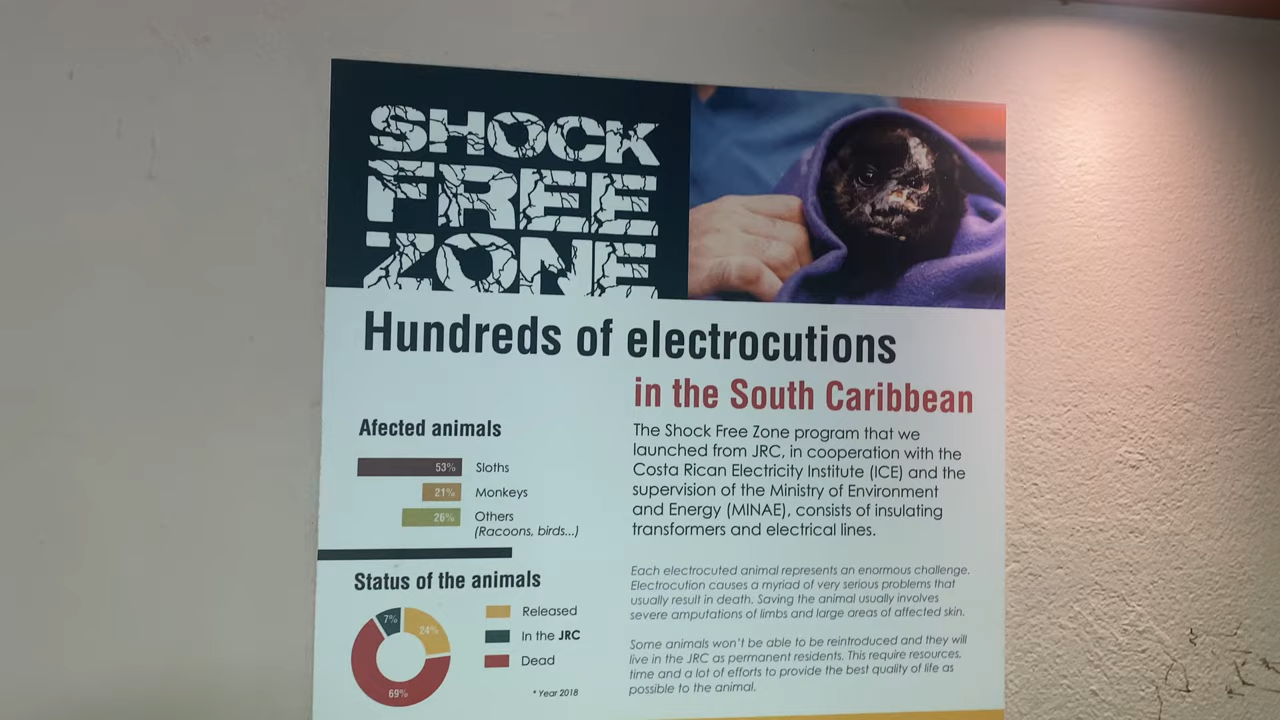 SHOCK
FREE
ZONE
Hundreds of electrocutions
in the South Caribbean
Afected animals
53% Sloths
21% Monkeys
26% Others
(Racoons, birds...)
Status of the animals
7%
24%
69%
Released
In the JRC
Dead
* Year 2018
The Shock Free Zone program that we
launched from JRC, in cooperation with the
Costa Rican Electricity Institute (ICE) and the
supervision of the Ministry of Environment
and Energy (MINAE), consists of insulating
transformers and electrical lines.
Each electrocuted animal represents an enormous challenge.
Electrocution causes a myriad of very serious problems that
usually result in death. Saving the animal usually involves
severe amputations of limbs and large areas of affected skin.
Some animals won't be able to be reintroduced and they will
live in the JRC as permanent residents. This require resources,
time and a lot of efforts to provide the best quality of life as
possible to the animal.